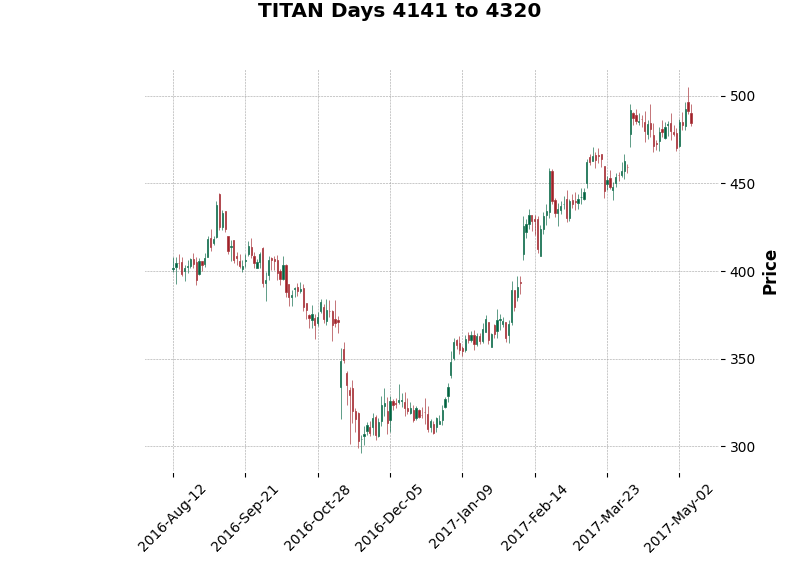 TITAN Days 4141 to 4320
500
450
400
350
300
Price
2016-Aug-12
2016-Sep-21
2016-Oct-28
2016-Dec-05
2017-Jan-09
2017-Feb-14
2017-Mar-23
2017-May-02